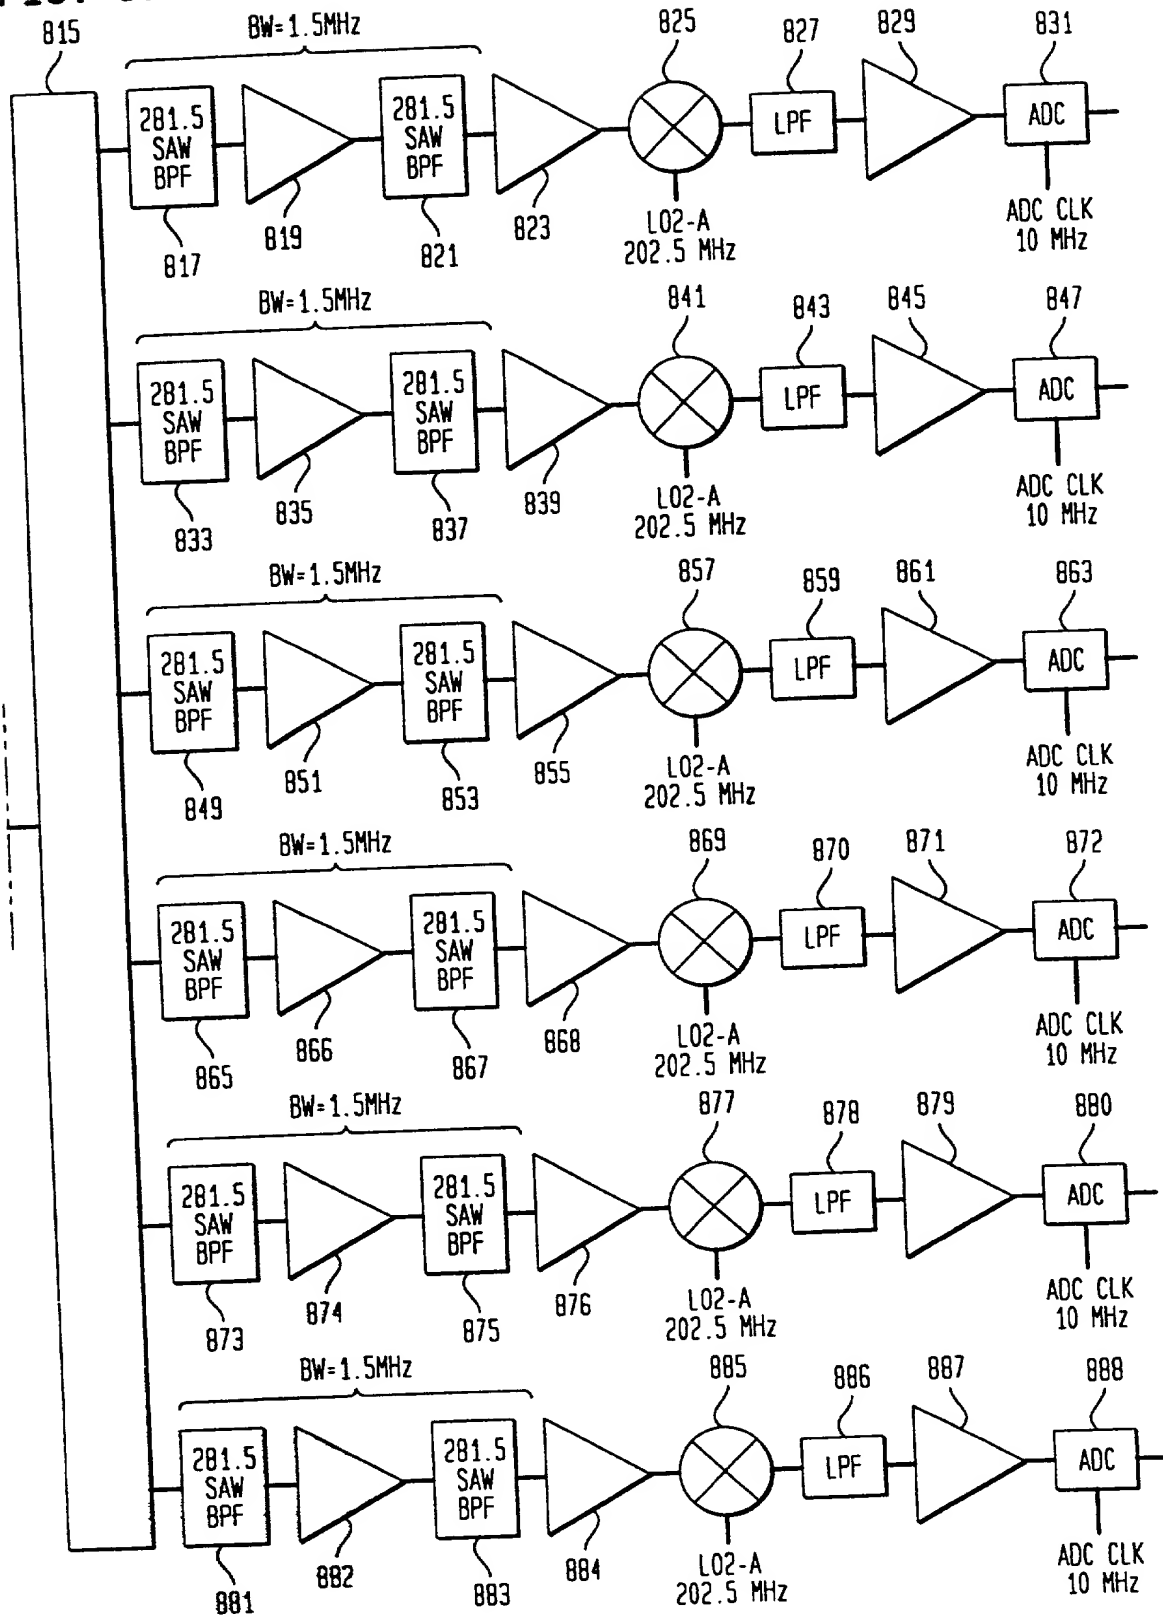 815
BW=1.5MHz
825
827
829
831
281.5
SAW
BPF
281.5
SAW
BPF
LPF
ADC
817
819
821
823
LO2-A
202.5 MHz
ADC CLK
10 MHz
BW=1.5MHz
841
843
845
847
281.5
SAW
BPF
281.5
SAW
BPF
LPF
ADC
833
835
837
839
LO2-A
202.5 MHz
ADC CLK
10 MHz
BW=1.5MHz
857
859
861
863
281.5
SAW
BPF
281.5
SAW
BPF
LPF
ADC
849
851
853
855
LO2-A
202.5 MHz
ADC CLK
10 MHz
BW=1.5MHz
869
870
871
872
281.5
SAW
BPF
281.5
SAW
BPF
LPF
ADC
865
866
867
868
LO2-A
202.5 MHz
ADC CLK
10 MHz
BW=1.5MHz
877
878
879
880
281.5
SAW
BPF
281.5
SAW
BPF
LPF
ADC
873
874
875
876
LO2-A
202.5 MHz
ADC CLK
10 MHz
BW=1.5MHz
885
886
887
888
281.5
SAW
BPF
281.5
SAW
BPF
LPF
ADC
881
882
883
884
LO2-A
202.5 MHz
ADC CLK
10 MHz